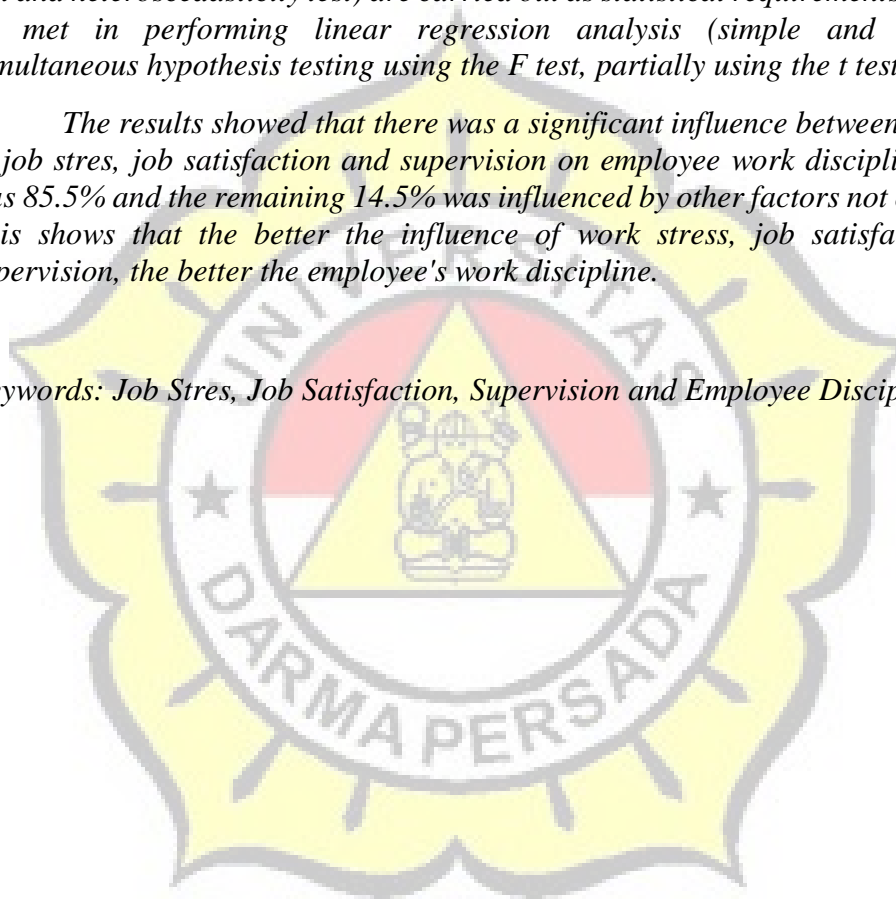 and heteroscedasticity test) are carried out as statistical requirements
met in performing linear regression analysis (simple and
multaneous hypothesis testing using the F test, partially using the t test
The results showed that there was a significant influence between
job stres, job satisfaction and supervision on employee work discipli
as 85.5% and the remaining 14.5% was influenced by other factors not
is shows that the better the influence of work stress, job satisfa
pervision, the better the employee's work discipline.
ywords: Job Stres, Job Satisfaction, Supervision and Employee Discip
UNIVERSITAS
DARMA PERSADA